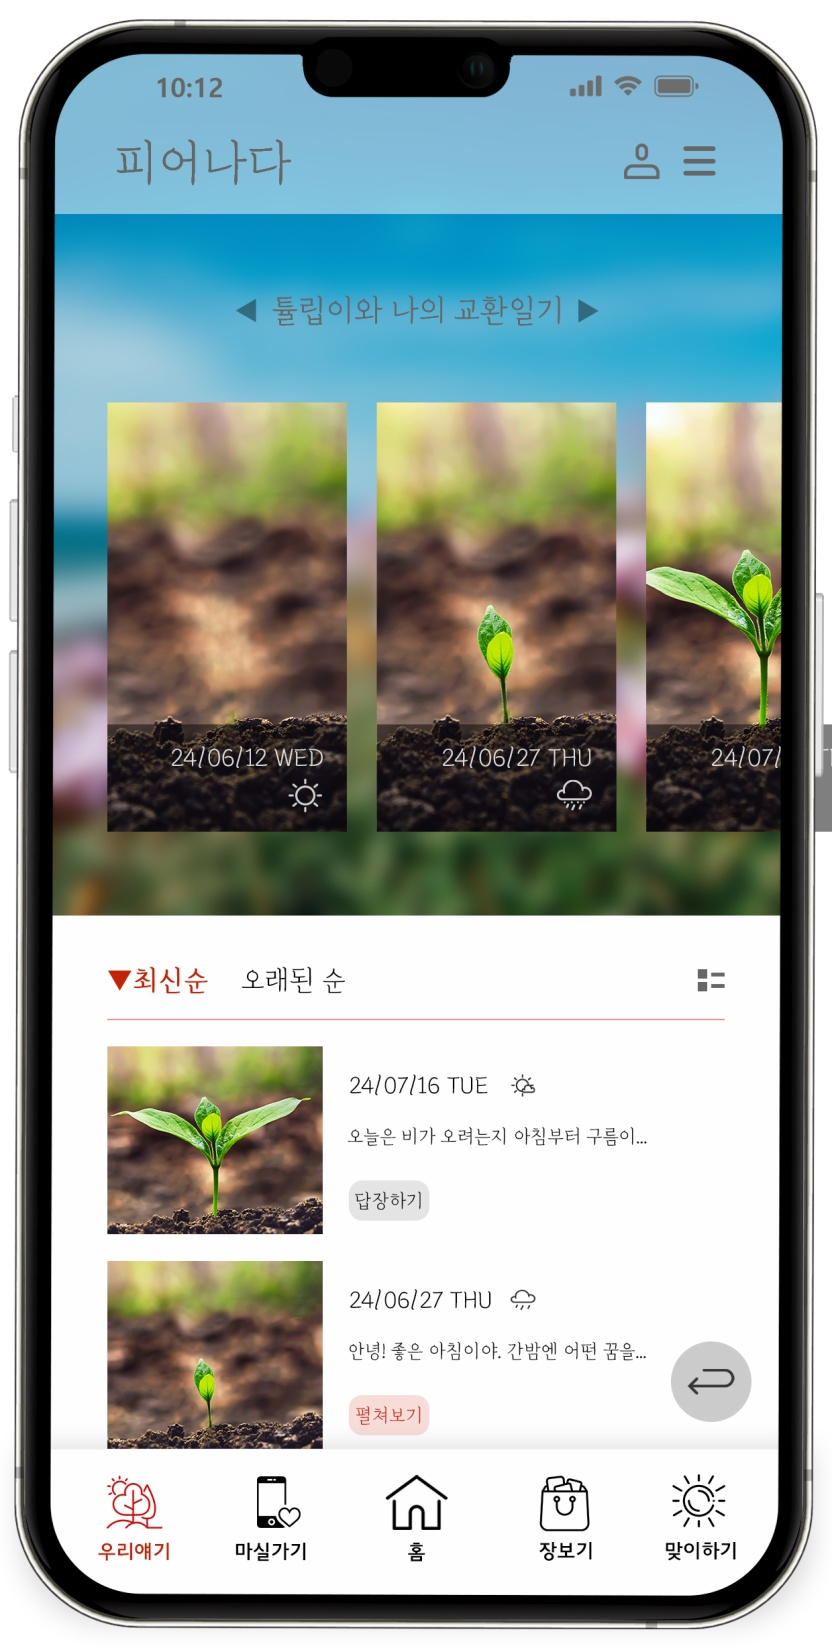 10:12
피어나다
◀ 튤립이와 나의 교환일기 ▶
24/06/12 WED
24/06/27 THU
24/07/
▼최신순 오래된 순
24/07/16 TUE
오늘은 비가 오려는지 아침부터 구름이...
답장하기
24/06/27 THU
안녕! 좋은 아침이야. 간밤엔 어떤 꿈을...
펼쳐보기
우리얘기 마실가기 홈 장보기 맞이하기